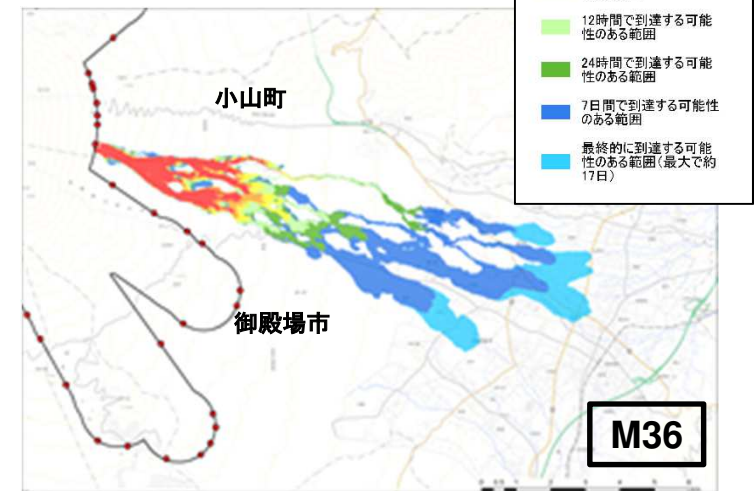 12時間で到達する可能
性のある範囲
24時間で到達する可能
性のある範囲
7日間で到達する可能性
のある範囲
最終的に到達する可能
性のある範囲(最大で約
17日)
小山町
御殿場市
M36